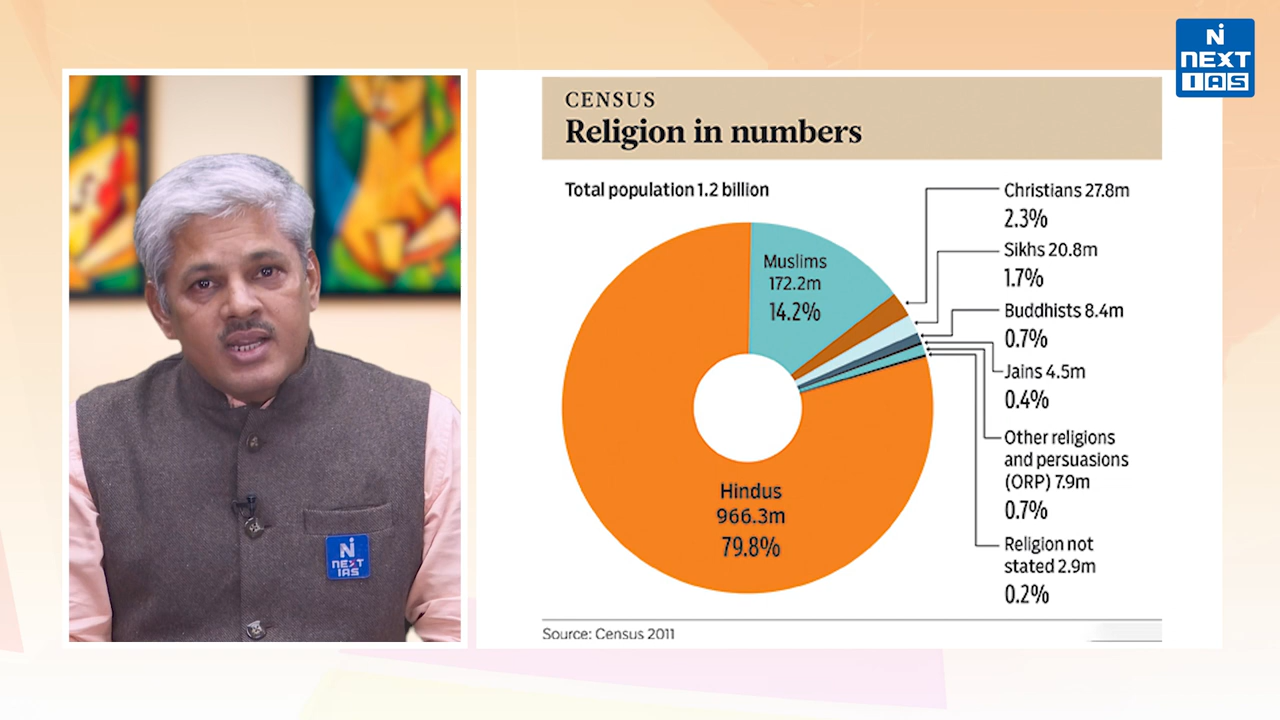 NEXT
IAS
CENSUS
Religion in numbers
Total population 1.2 billion
Muslims
172.2m
14.2%
Hindus
966.3m
79.8%
Christians 27.8m
2.3%
Sikhs 20.8m
1.7%
Buddhists 8.4m
0.7%
Jains 4.5m
0.4%
Other religions
and persuasions
(ORP) 7.9m
0.7%
Religion not
stated 2.9m
0.2%
Source: Census 2011
NEXT
IAS